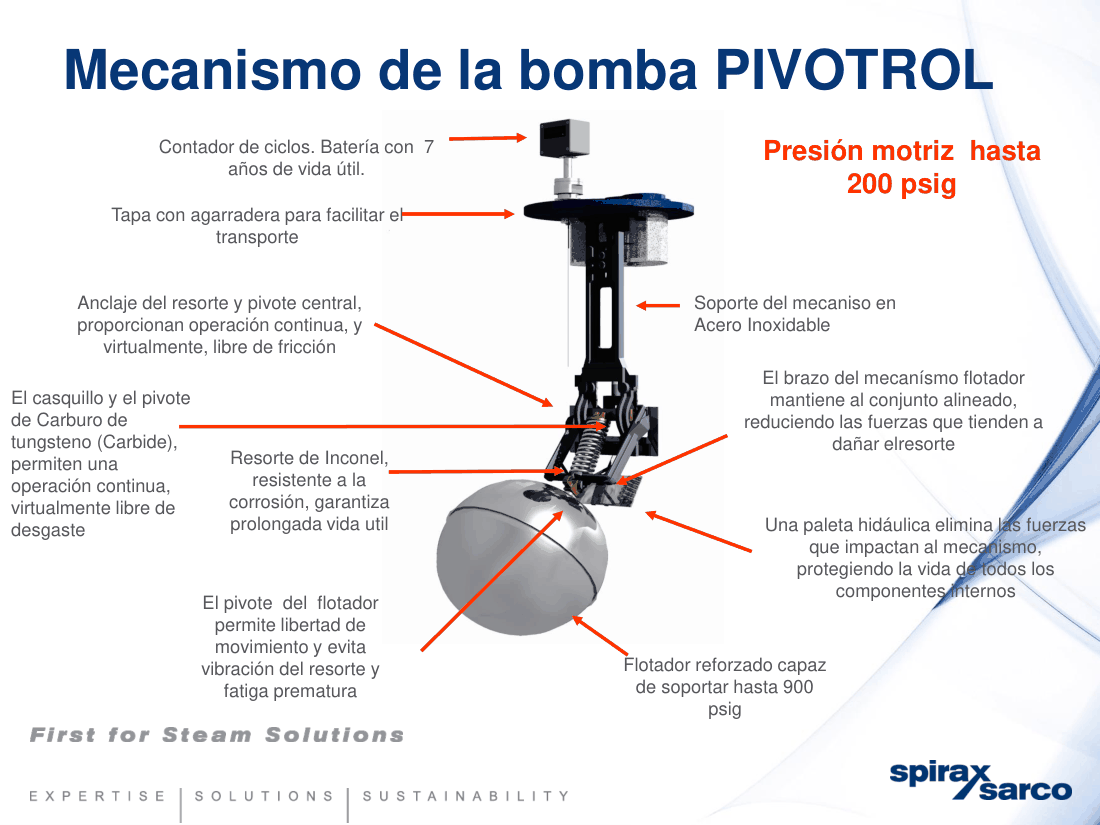 Mecanismo de la bomba PIVOTROL
Contador de ciclos. Batería con 7
años de vida útil.
Presión motriz hasta
200 psig
Tapa con agarradera para facilitar el
transporte
Anclaje del resorte y pivote central,
proporcionan operación continua, y
virtualmente, libre de fricción
Soporte del mecaniso en
Acero Inoxidable
El brazo del mecanísmo flotador
mantiene al conjunto alineado,
reduciendo las fuerzas que tienden a
dañar elresorte
El casquillo y el pivote
de Carburo de
tungsteno (Carbide),
permiten una
operación continua,
virtualmente libre de
desgaste
Resorte de Inconel,
resistente a la
corrosión, garantiza
prolongada vida util
Una paleta hidáulica elimina las fuerzas
que impactan al mecanismo,
protegiendo la vida de todos los
componentes internos
El pivote del flotador
permite libertad de
movimiento y evita
vibración del resorte y
fatiga prematura
Flotador reforzado capaz
de soportar hasta 900
psig
First for Steam Solutions
EXPERTISE SOLUTIONS SUSTAINABILITY
spirax
sarco